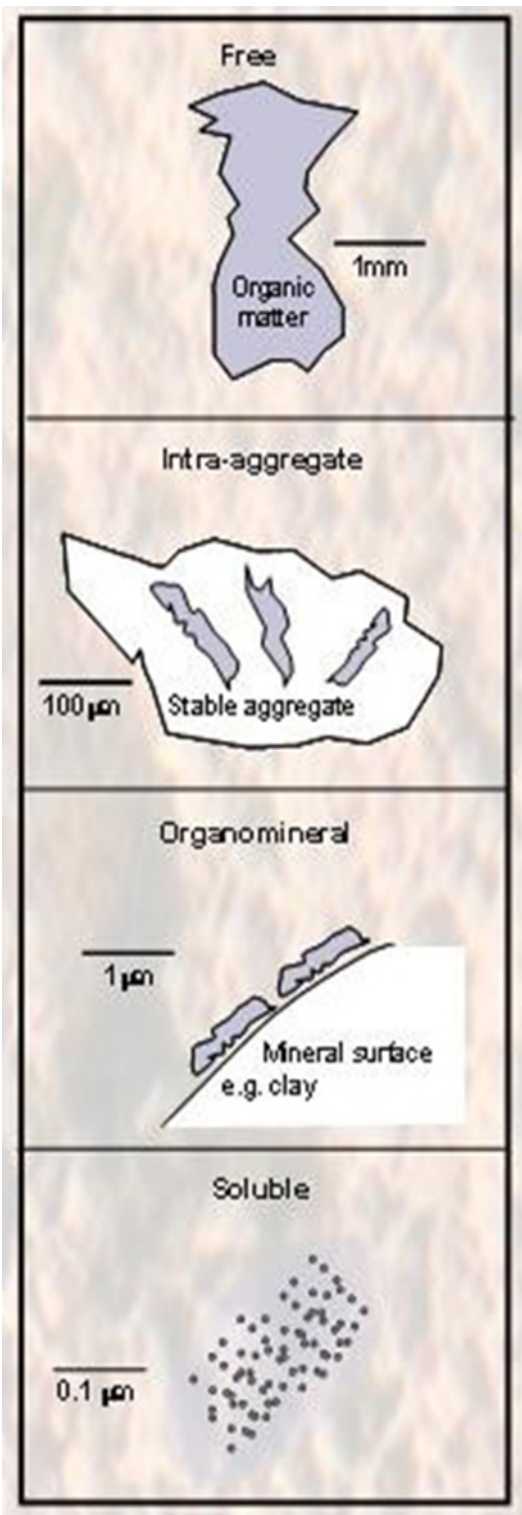 Free
1mm
Organic
matter
Intra-aggregate
100 µm
Stable aggregate
Organomineral
1 µm
Mineral surface
e.g. clay
Soluble
0.1 µm